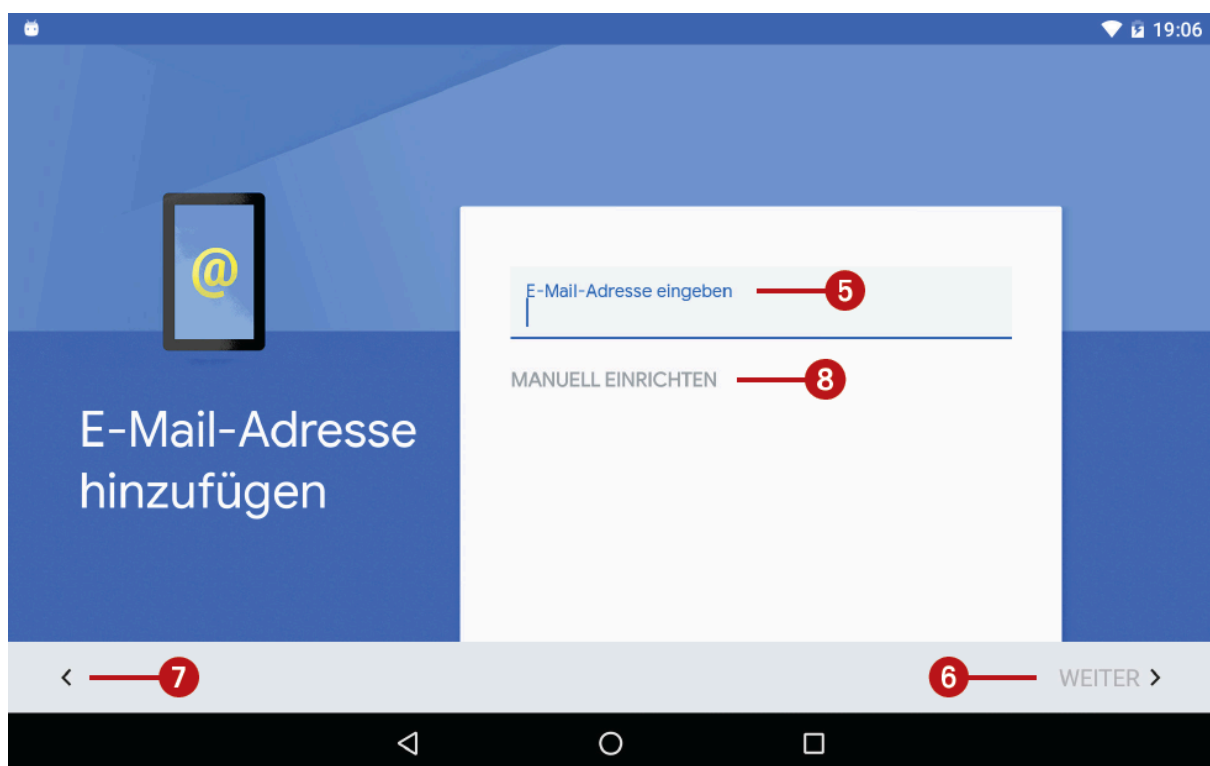 19:06
@
E-Mail-Adresse eingeben 5
MANUELL EINRICHTEN 8
E-Mail-Adresse
hinzufügen
7
6 WEITER